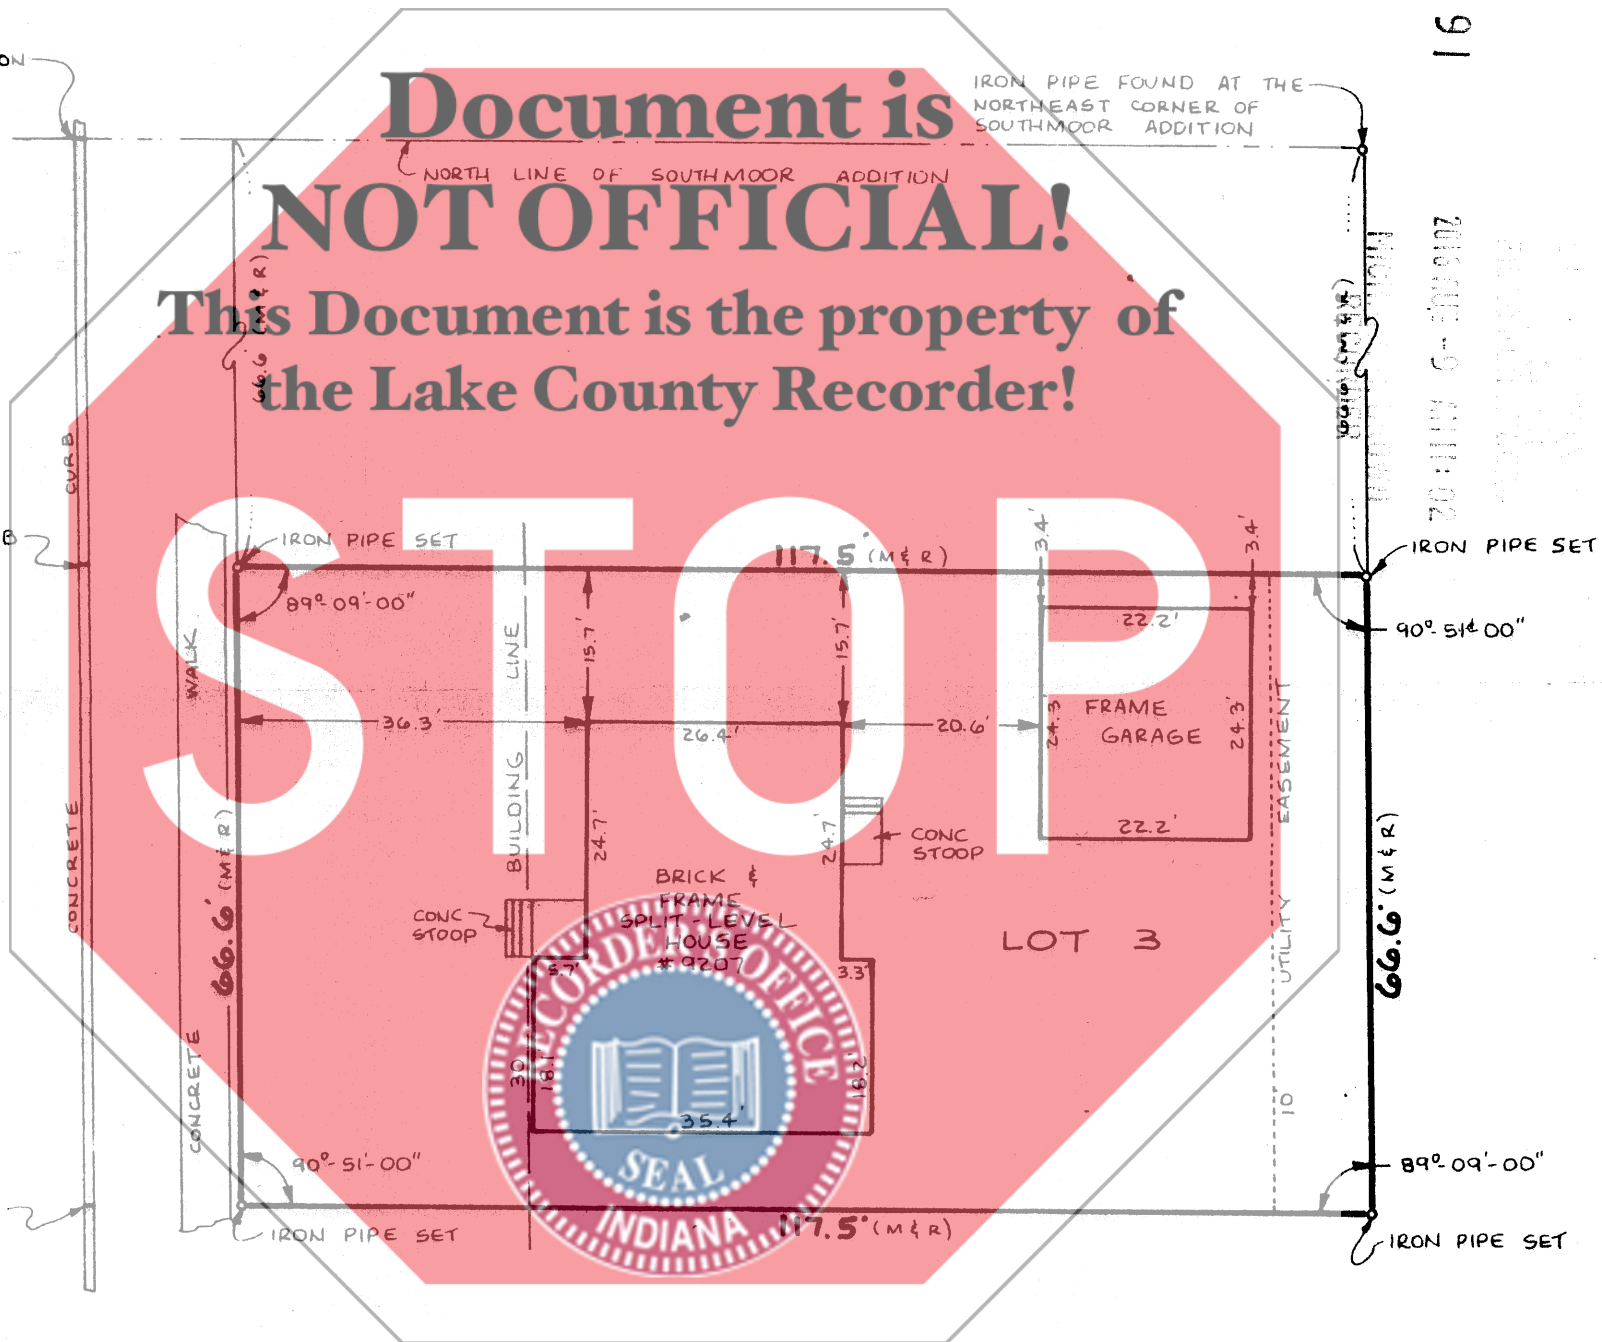 ON
16
Document is
IRON PIPE FOUND AT THE
NORTHEAST CORNER OF
SOUTHMOOR ADDITION
NORTH LINE OF SOUTHMOOR ADDITION
NOT OFFICIAL!
This Document is the property of
the Lake County Recorder!
66.6 (M & R)
66.6 (M & R)
CURB
STOP
B
IRON PIPE SET
117.5' (M & R)
3.4'
3.4'
IRON PIPE SET
89°-09'-00"
22.2'
90°-51'-00"
WALK
BUILDING LINE
15.7'
15.7'
36.3'
26.4'
20.6'
24.3'
FRAME
GARAGE
24.3'
22.2'
24.7'
24.7'
CONC
STOOP
UTILITY EASEMENT
10
CONCRETE
66.6' (M & R)
66.6' (M & R)
BRICK &
FRAME
SPLIT-LEVEL
HOUSE
# 9207
CONC
STOOP
LOT 3
5.7'
3.3'
RECORDER'S OFFICE
30
18.1'
18.2
35.4'
CONCRETE
SEAL
INDIANA
90°-51'-00"
89°-09'-00"
IRON PIPE SET
117.5' (M & R)
IRON PIPE SET